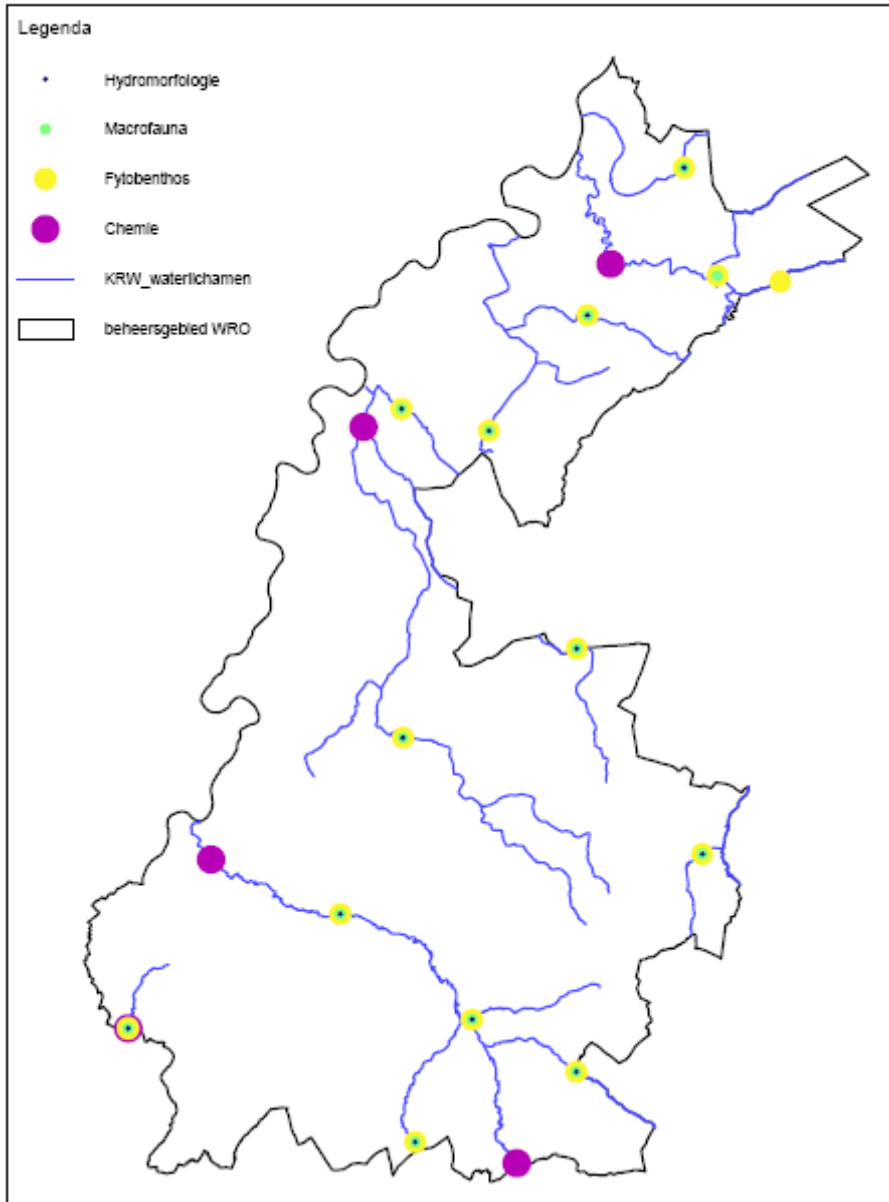 Legenda
Hydromorfologie
Macrofauna
Fytobenthos
Chemie
KRW_waterlichamen
beheersgebied WRO